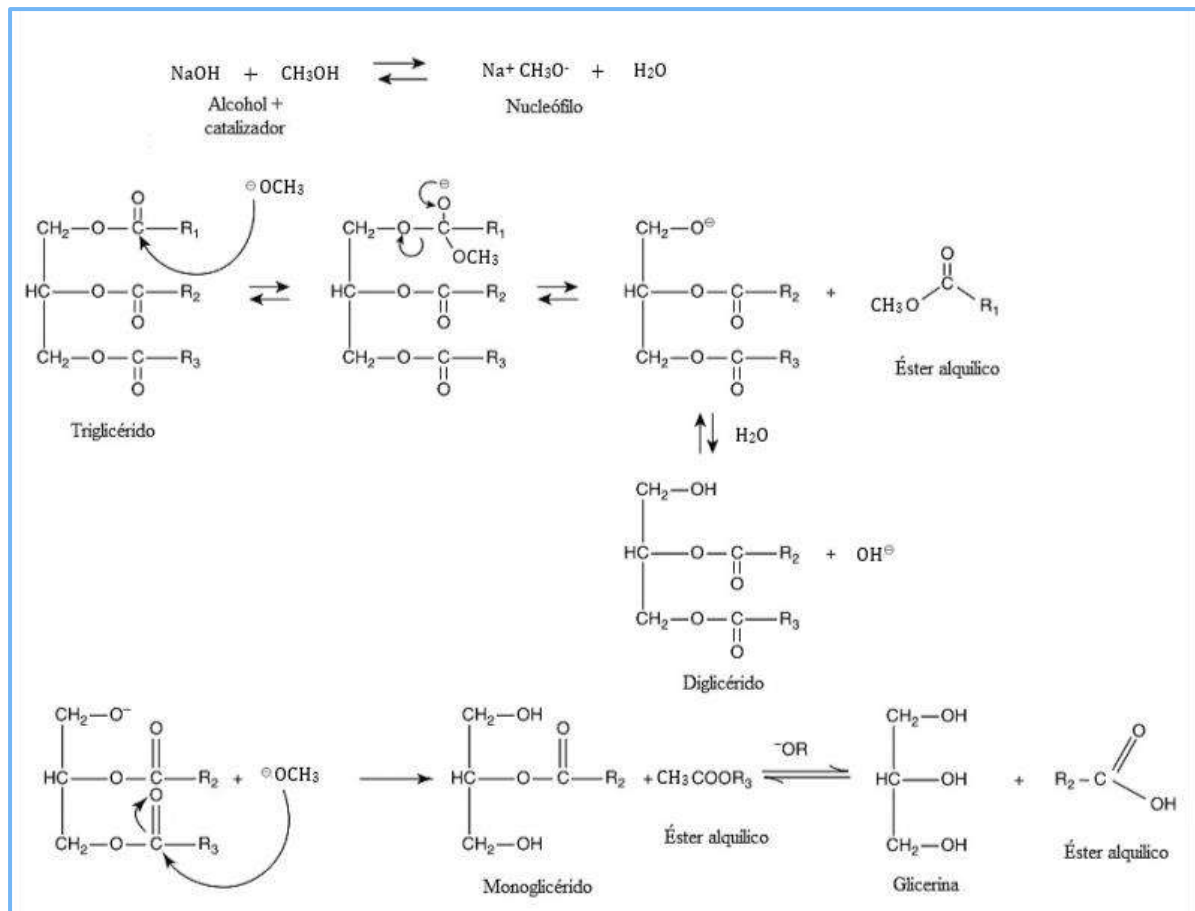 NaOH + CH3OH ⇌ Na+ CH3O- + H2O
Alcohol + catalizador
Nucleófilo
⊖OCH3
O
CH2—O—C—R1
HC—O—C—R2
O
CH2—O—C—R3
O
Triglicérido
⊖
O
CH2—O—C—R1
OCH3
HC—O—C—R2
O
CH2—O—C—R3
O
CH2—O⊖
HC—O—C—R2
O
CH2—O—C—R3
O
+
O
CH3O C R1
Éster alquílico
H2O
CH2—OH
HC—O—C—R2
O
CH2—O—C—R3
O
+ OH⊖
Diglicérido
CH2—O-
O
HC—O—C—R2
O
CH2—O—C—R3
+ ⊖OCH3
CH2—OH
O
HC—O—C—R2
CH2—OH
Monoglicérido
+ CH3COOR3
Éster alquílico
-OR
CH2—OH
HC—OH
CH2—OH
Glicerina
+
O
R2—C
OH
Éster alquílico